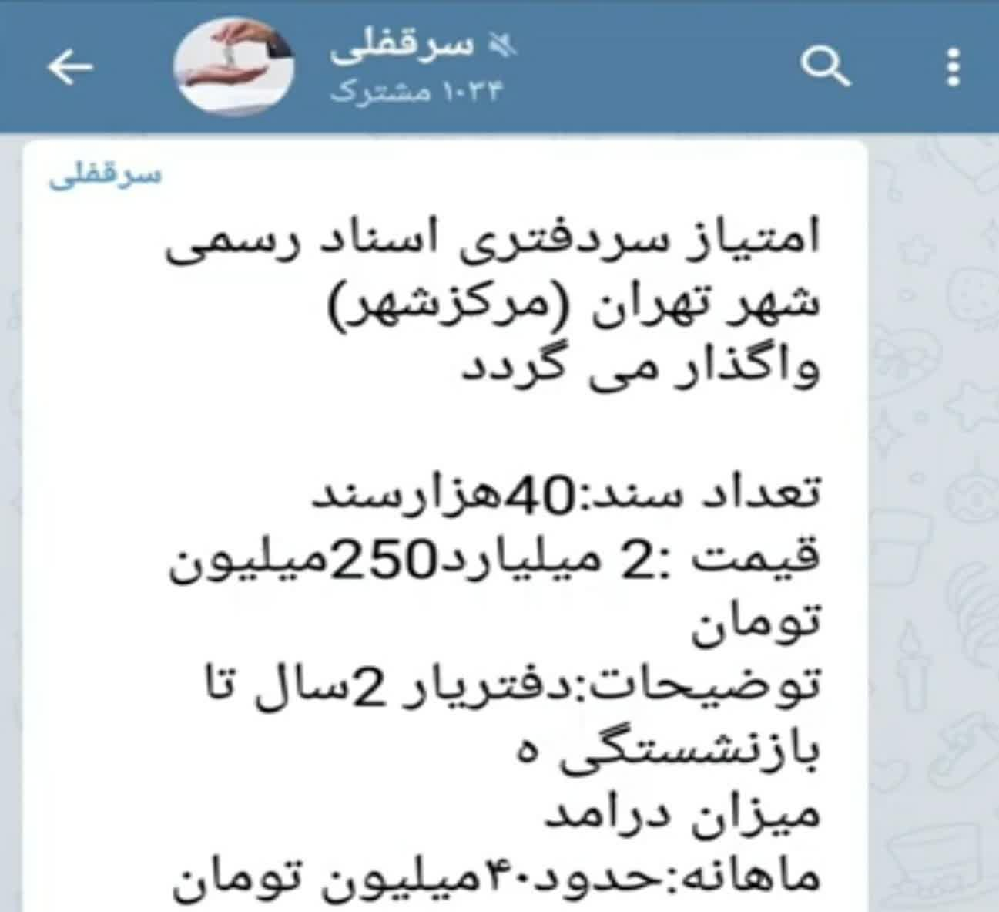 سرقفلی
۱۰۳۴ مشترک
سرقفلی
امتیاز سردفتری اسناد رسمی
شهر تهران (مرکزشهر)
واگذار می گردد
تعداد سند:40هزارسند
قیمت :2 میلیارد250میلیون
تومان
توضیحات:دفتریار 2سال تا
بازنشستگی ه
میزان درامد
ماهانه:حدود۴۰میلیون تومان